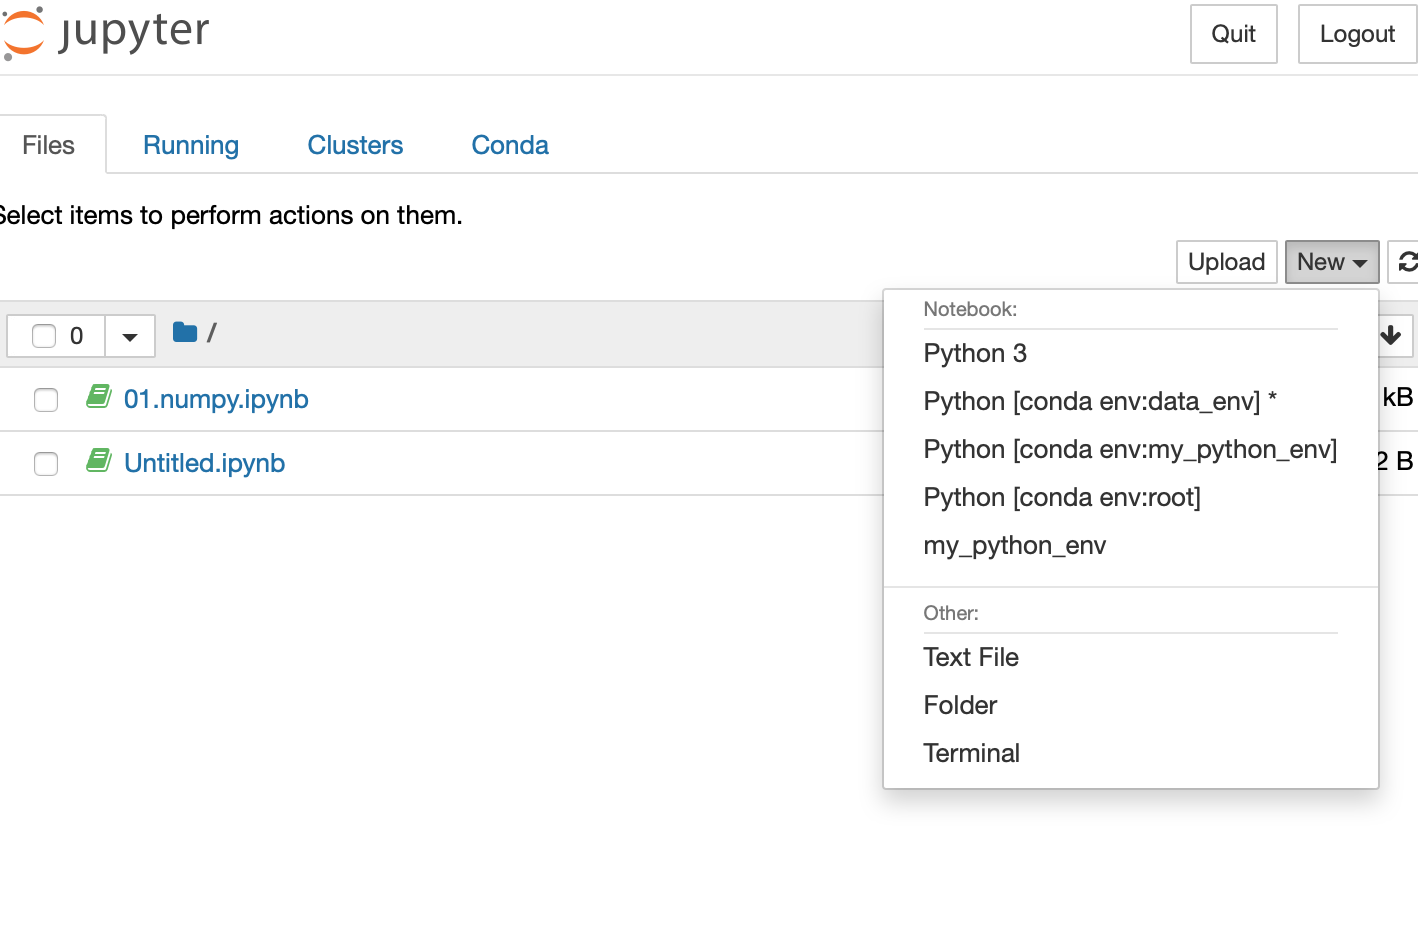 jupyter
Quit
Logout
Files
Running
Clusters
Conda
Select items to perform actions on them.
Upload
New
0
/
01.numpy.ipynb
kB
Untitled.ipynb
2 B
Notebook:
Python 3
Python [conda env:data_env] *
Python [conda env:my_python_env]
Python [conda env:root]
my_python_env
Other:
Text File
Folder
Terminal